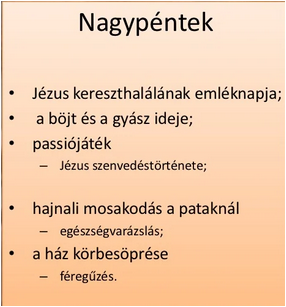 Nagypéntek
• Jézus kereszthalálának emléknapja;
• a böjt és a gyász ideje;
• passiójáték
– Jézus szenvedéstörténete;
• hajnali mosakodás a pataknál
– egészségvarázslás;
• a ház körbesöprése
– féregűzés.